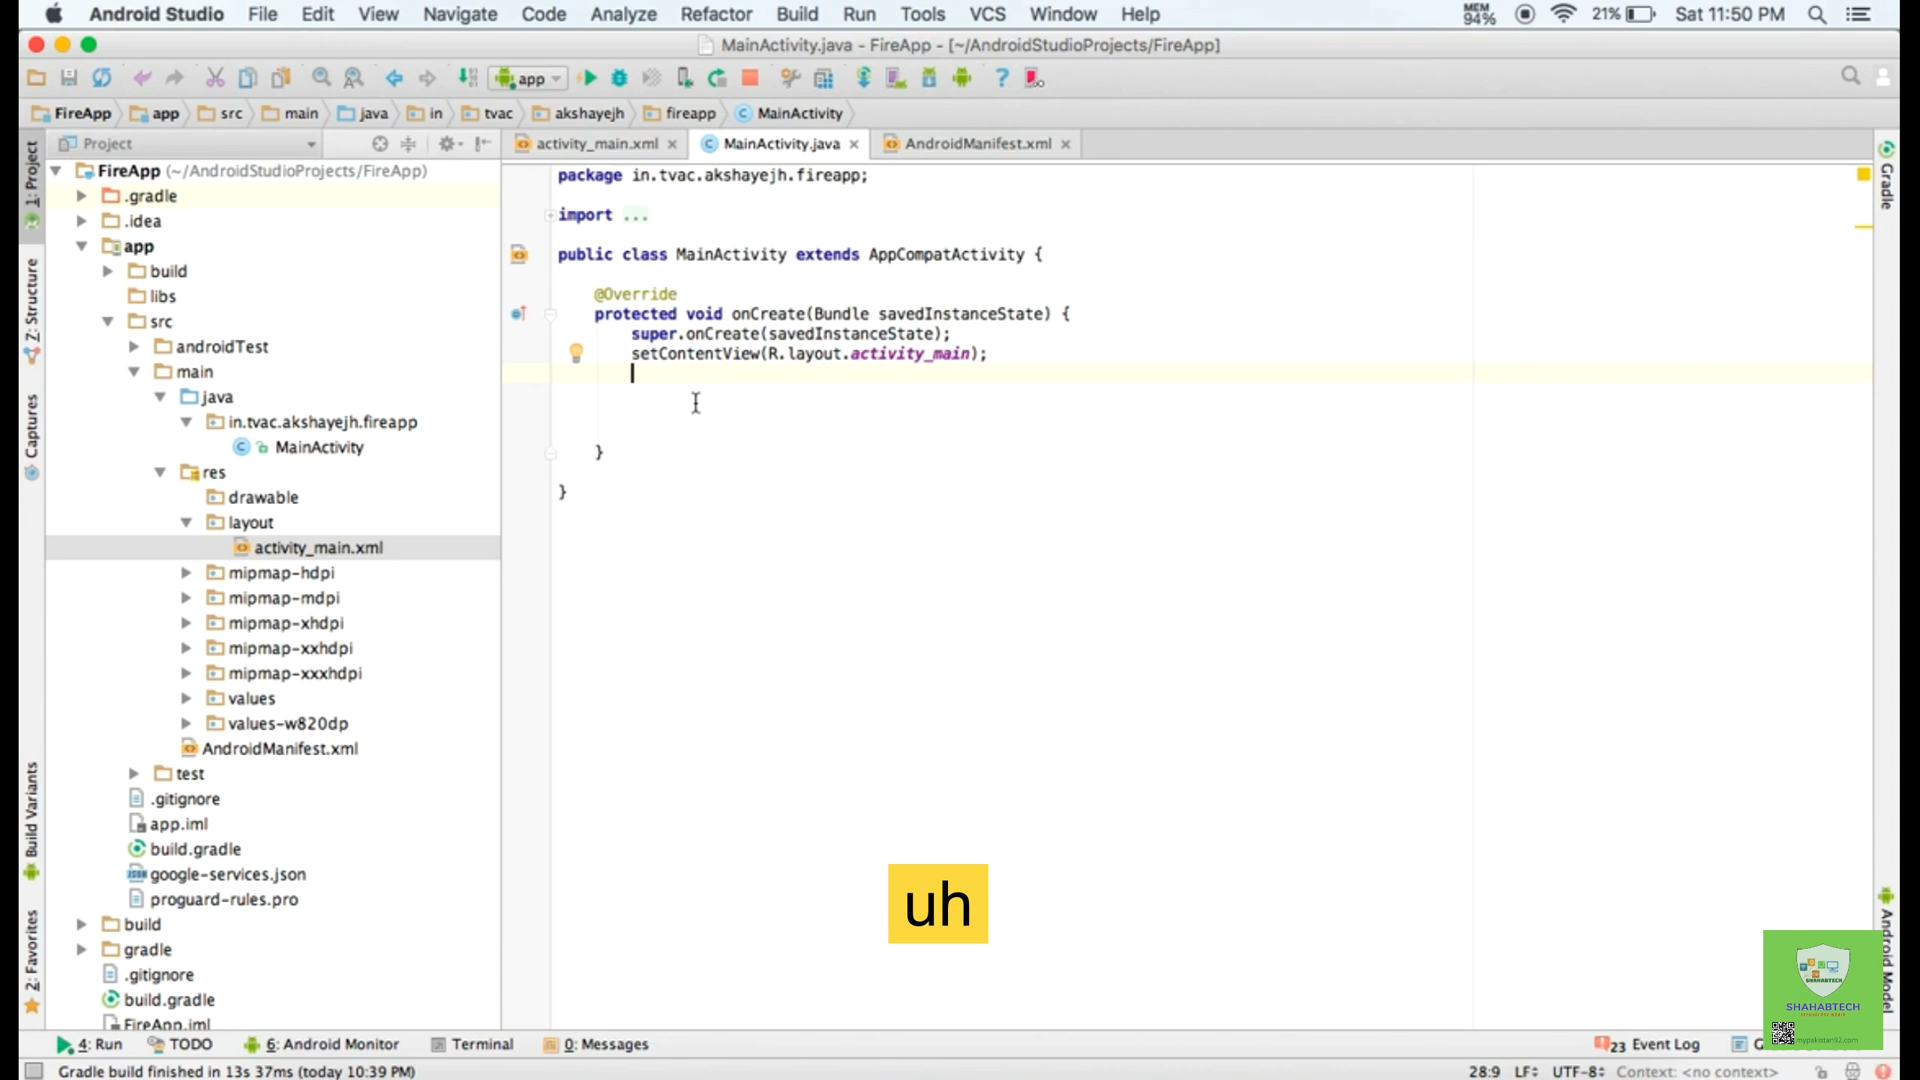 Android Studio File Edit View Navigate Code Analyze Refactor Build Run Tools VCS Window Help MEM 94% 21% Sat 11:50 PM
MainActivity.java - FireApp - [~/AndroidStudioProjects/FireApp]
app
FireApp app src main java in tvac akshayejh fireapp MainActivity
Project
activity_main.xml MainActivity.java AndroidManifest.xml
1: Project
Z: Structure
Captures
Build Variants
2: Favorites
FireApp (~/AndroidStudioProjects/FireApp)
.gradle
.idea
app
build
libs
src
androidTest
main
java
in.tvac.akshayejh.fireapp
MainActivity
res
drawable
layout
activity_main.xml
mipmap-hdpi
mipmap-mdpi
mipmap-xhdpi
mipmap-xxhdpi
mipmap-xxxhdpi
values
values-w820dp
AndroidManifest.xml
test
.gitignore
app.iml
build.gradle
google-services.json
proguard-rules.pro
build
gradle
.gitignore
build.gradle
FireApp.iml
package in.tvac.akshayejh.fireapp;
import ...
public class MainActivity extends AppCompatActivity {
@Override
protected void onCreate(Bundle savedInstanceState) {
super.onCreate(savedInstanceState);
setContentView(R.layout.activity_main);
}
}
uh
Gradle
Android Model
SHAHABTECH
mypakistan92.com
4: Run TODO 6: Android Monitor Terminal 0: Messages 23 Event Log
Gradle build finished in 13s 37ms (today 10:39 PM) 28:9 LF÷ UTF-8÷ Context: <no context>